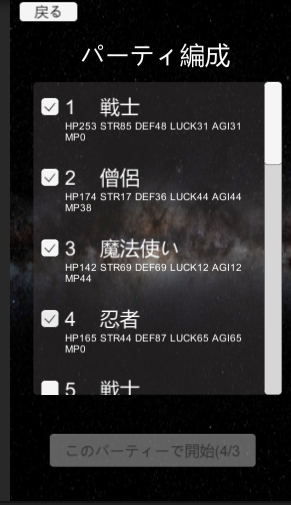 戻る
パーティ編成
1 戦士
HP253 STR85 DEF48 LUCK31 AGI31
MP0
2 僧侶
HP174 STR17 DEF36 LUCK44 AGI44
MP38
3 魔法使い
HP142 STR69 DEF69 LUCK12 AGI12
MP44
4 忍者
HP165 STR44 DEF87 LUCK65 AGI65
MP0
5 戦士
このパーティーで開始(4/3